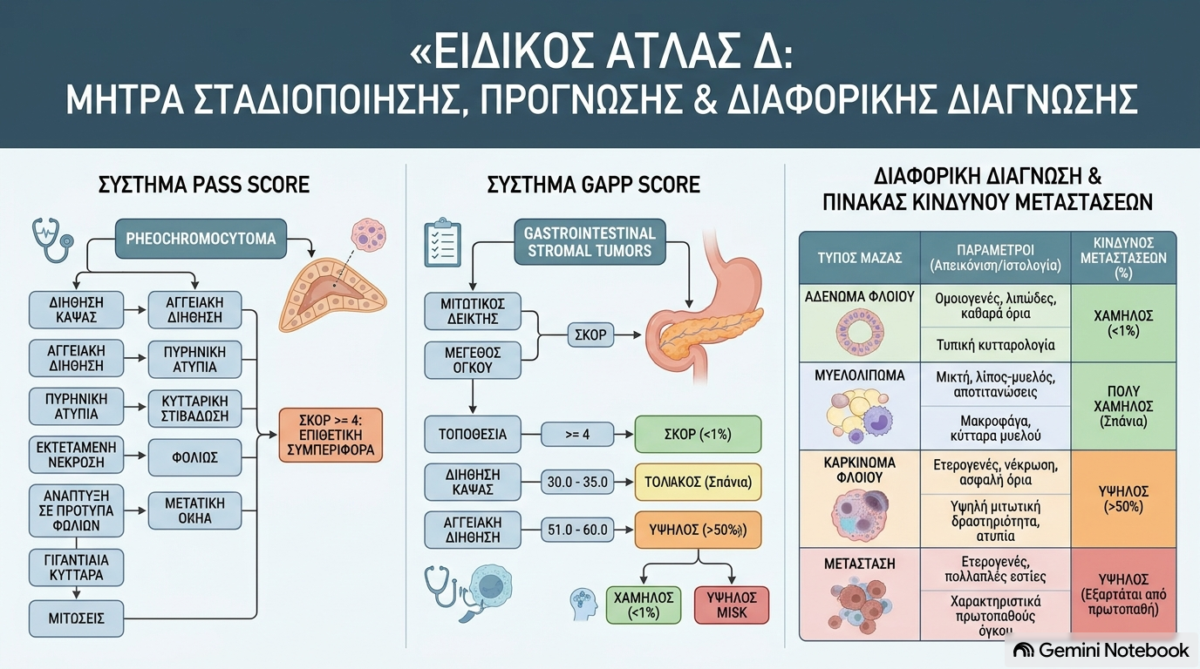 «ΕΙΔΙΚΟΣ ΑΤΛΑΣ Δ:
ΜΗΤΡΑ ΣΤΑΔΙΟΠΟΙΗΣΗΣ, ΠΡΟΓΝΩΣΗΣ & ΔΙΑΦΟΡΙΚΗΣ ΔΙΑΓΝΩΣΗΣ
ΣΥΣΤΗΜΑ PASS SCORE
PHEOCHROMOCYTOMA
ΔΙΗΘΗΣΗ
ΚΑΨΑΣ
ΑΓΓΕΙΑΚΗ
ΔΙΗΘΗΣΗ
ΑΓΓΕΙΑΚΗ
ΔΙΗΘΗΣΗ
ΠΥΡΗΝΙΚΗ
ΑΤΥΠΙΑ
ΠΥΡΗΝΙΚΗ
ΑΤΥΠΙΑ
ΚΥΤΤΑΡΙΚΗ
ΣΤΙΒΑΔΩΣΗ
ΕΚΤΕΤΑΜΕΝΗ
ΝΕΚΡΩΣΗ
ΦΟΛΙΩΣ
ΑΝΑΠΤΥΞΗ
ΣΕ ΠΡΟΤΥΠΑ
ΦΩΛΙΩΝ
ΜΕΤΑΤΙΚΗ
ΟΚΗΑ
ΓΙΓΑΝΤΙΑΙΑ
ΚΥΤΤΑΡΑ
ΜΙΤΩΣΕΙΣ
ΣΚΟΡ >= 4:
ΕΠΙΘΕΤΙΚΗ
ΣΥΜΠΕΡΙΦΟΡΑ
ΣΥΣΤΗΜΑ GAPP SCORE
GASTROINTESTINAL
STROMAL TUMORS
ΜΙΤΩΤΙΚΟΣ
ΔΕΙΚΤΗΣ
ΜΕΓΕΘΟΣ
ΟΓΚΟΥ
ΣΚΟΡ
ΤΟΠΟΘΕΣΙΑ
>= 4
ΣΚΟΡ (<1%)
ΔΙΗΘΗΣΗ
ΚΑΨΑΣ
30.0 - 35.0
ΤΟΛΙΑΚΟΣ (Σπάνια)
ΑΓΓΕΙΑΚΗ
ΔΙΗΘΗΣΗ
51.0 - 60.0
ΥΨΗΛΟΣ (>50%)
ΧΑΜΗΛΟΣ
(<1%)
ΥΨΗΛΟΣ
MISK
ΔΙΑΦΟΡΙΚΗ ΔΙΑΓΝΩΣΗ &
ΠΙΝΑΚΑΣ ΚΙΝΔΥΝΟΥ ΜΕΤΑΣΤΑΣΕΩΝ
ΤΥΠΟΣ ΜΑΖΑΣ
ΠΑΡΑΜΕΤΡΟΙ
(Απεικόνιση/Ιστολογία)
ΚΙΝΔΥΝΟΣ
ΜΕΤΑΣΤΑΣΕΩΝ
(%)
ΑΔΕΝΩΜΑ ΦΛΟΙΟΥ
Ομοιογενές, λιπώδες,
καθαρά όρια
Τυπική κυτταρολογία
ΧΑΜΗΛΟΣ
(<1%)
ΜΥΕΛΟΛΙΠΩΜΑ
Μικτή, λίπος-μυελός,
αποτιτανώσεις
Μακροφάγα,
κύτταρα μυελού
ΠΟΛΥ
ΧΑΜΗΛΟΣ
(Σπάνια)
ΚΑΡΚΙΝΩΜΑ
ΦΛΟΙΟΥ
Ετερογενές, νέκρωση,
ασφαλή όρια
Υψηλή μιτωτική
δραστηριότητα,
ατυπία
ΥΨΗΛΟΣ
(>50%)
ΜΕΤΑΣΤΑΣΗ
Ετερογενές,
πολλαπλές εστίες
Χαρακτηριστικά
πρωτοπαθούς
όγκου
ΥΨΗΛΟΣ
(Εξαρτάται από
πρωτοπαθή)
Gemini Notebook